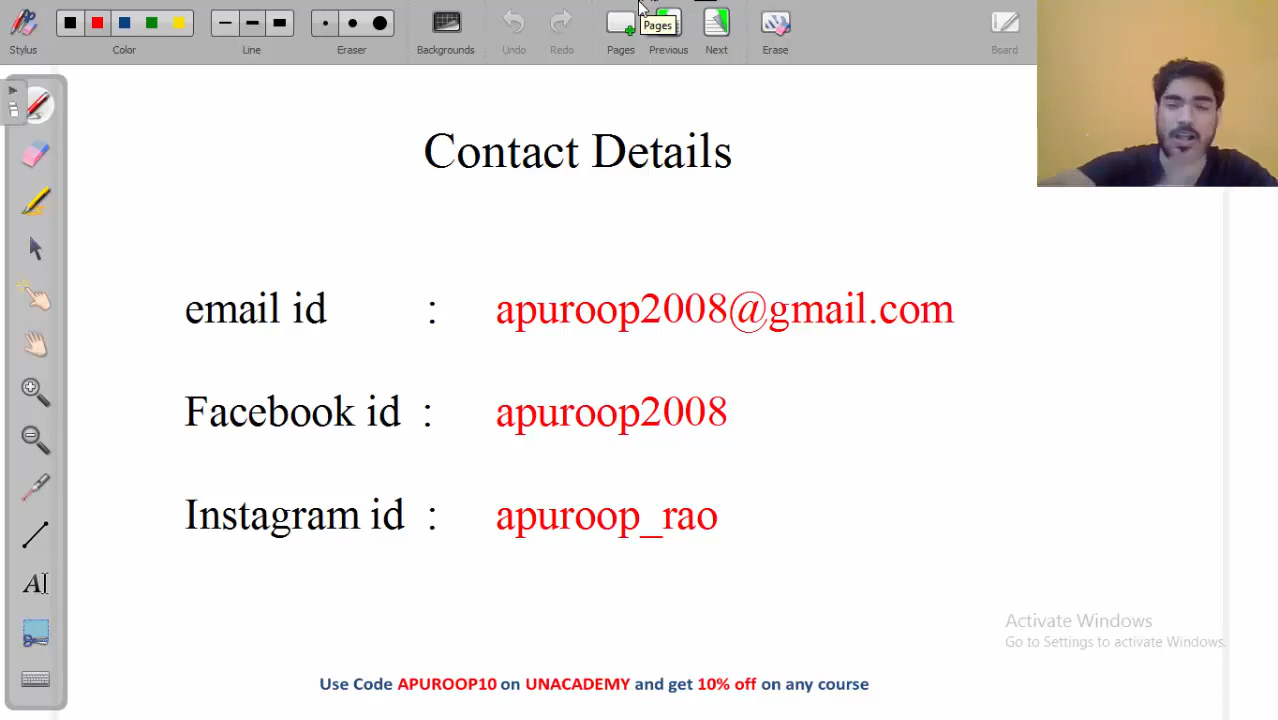 Stylus Color Line Eraser Backgrounds Undo Redo Pages Previous Next Erase Board
Pages
Contact Details
email id : apuroop2008@gmail.com
Facebook id : apuroop2008
Instagram id : apuroop_rao
Activate Windows
Go to Settings to activate Windows.
Use Code APUROOP10 on UNACADEMY and get 10% off on any course